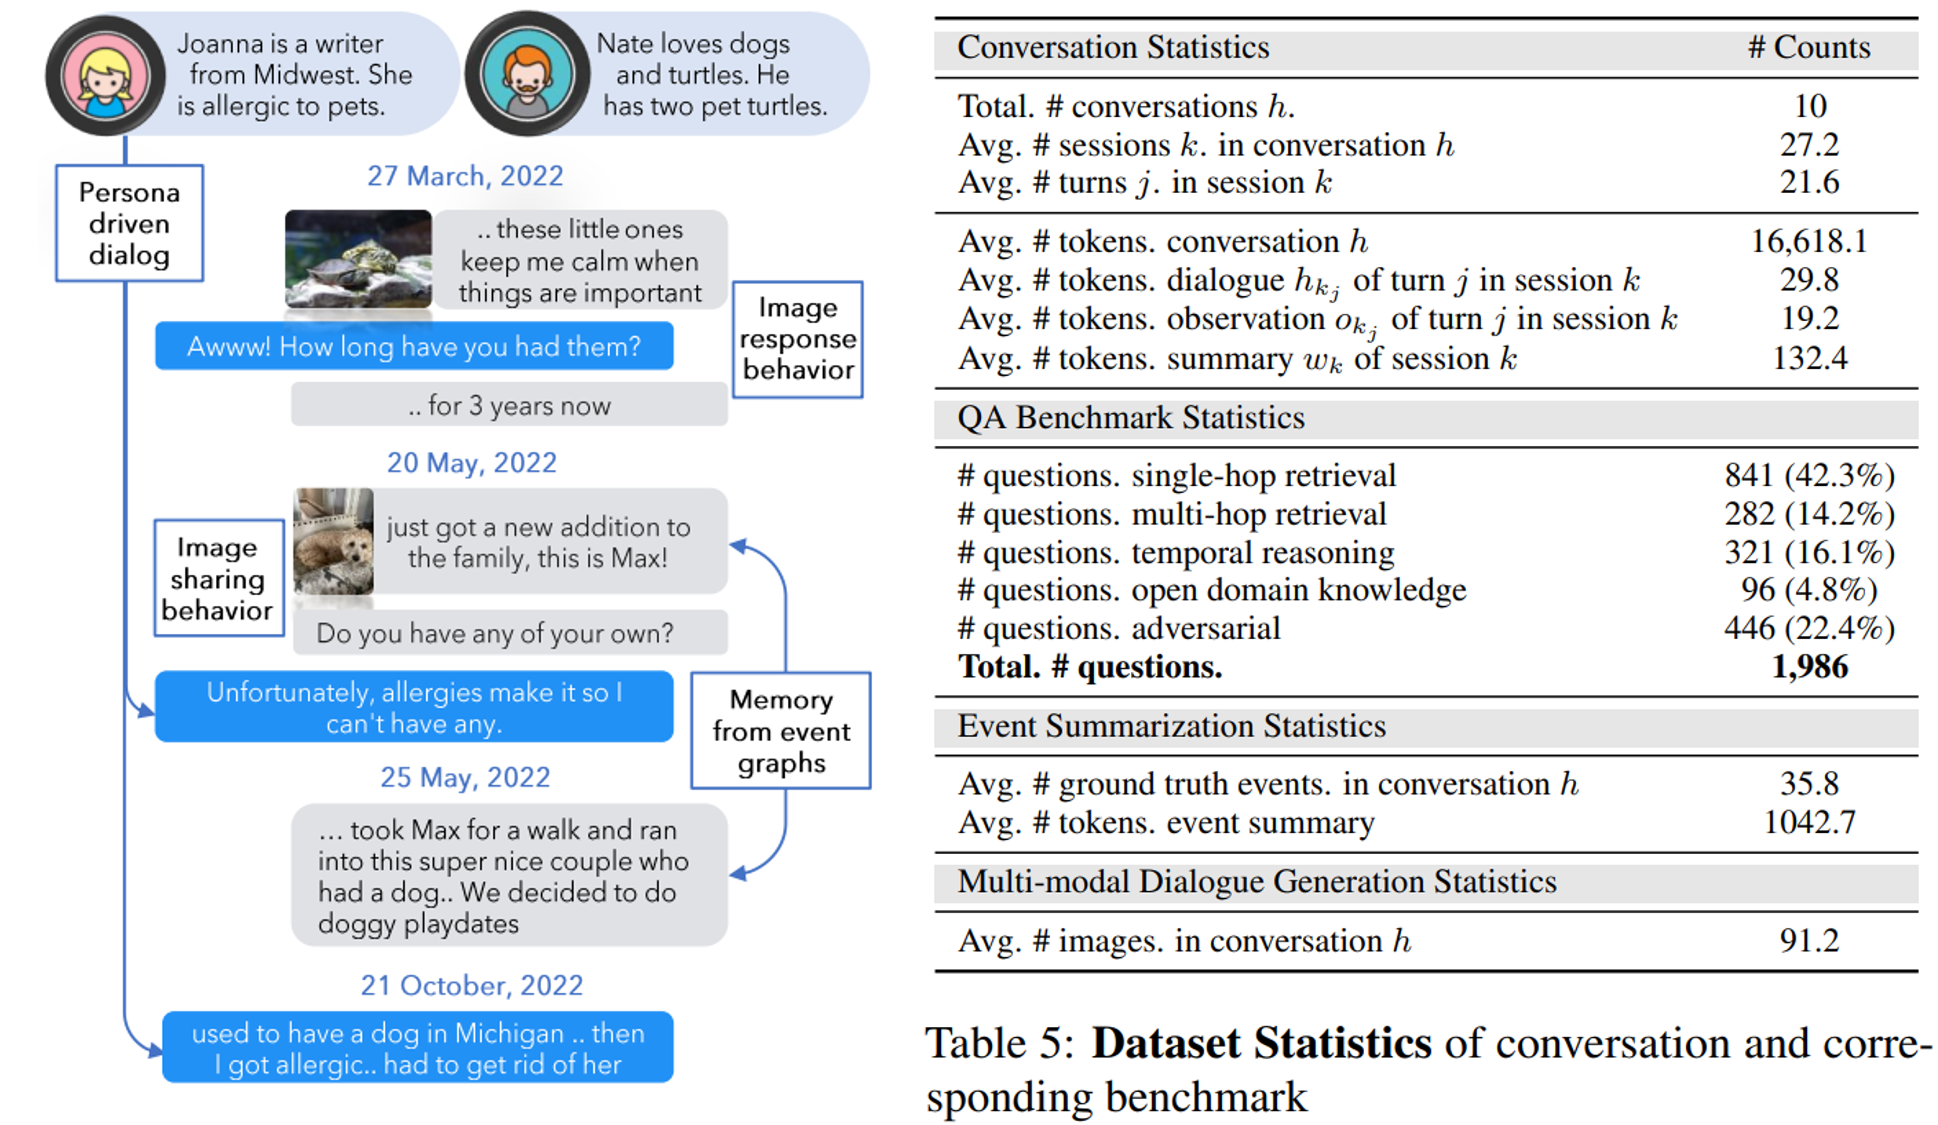 Joanna is a writer
from Midwest. She
is allergic to pets.
Nate loves dogs
and turtles. He
has two pet turtles.
Persona
driven
dialog
27 March, 2022
.. these little ones
keep me calm when
things are important
Image
response
behavior
Awww! How long have you had them?
.. for 3 years now
20 May, 2022
just got a new addition to
the family, this is Max!
Image
sharing
behavior
Do you have any of your own?
Unfortunately, allergies make it so I
can't have any.
Memory
from event
graphs
25 May, 2022
... took Max for a walk and ran
into this super nice couple who
had a dog.. We decided to do
doggy playdates
21 October, 2022
used to have a dog in Michigan .. then
I got allergic.. had to get rid of her
Conversation Statistics # Counts
Total. # conversations h. 10
Avg. # sessions k. in conversation h 27.2
Avg. # turns j. in session k 21.6
Avg. # tokens. conversation h 16,618.1
Avg. # tokens. dialogue h_{k_j} of turn j in session k 29.8
Avg. # tokens. observation o_{k_j} of turn j in session k 19.2
Avg. # tokens. summary w_k of session k 132.4
QA Benchmark Statistics
# questions. single-hop retrieval 841 (42.3%)
# questions. multi-hop retrieval 282 (14.2%)
# questions. temporal reasoning 321 (16.1%)
# questions. open domain knowledge 96 (4.8%)
# questions. adversarial 446 (22.4%)
Total. # questions. 1,986
Event Summarization Statistics
Avg. # ground truth events. in conversation h 35.8
Avg. # tokens. event summary 1042.7
Multi-modal Dialogue Generation Statistics
Avg. # images. in conversation h 91.2
Table 5: Dataset Statistics of conversation and corre-
sponding benchmark